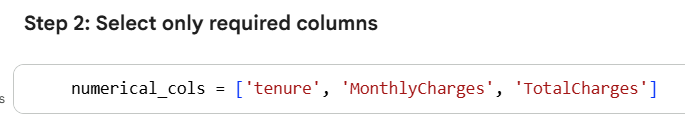 Step 2: Select only required columns
s
numerical_cols = ['tenure', 'MonthlyCharges', 'TotalCharges']